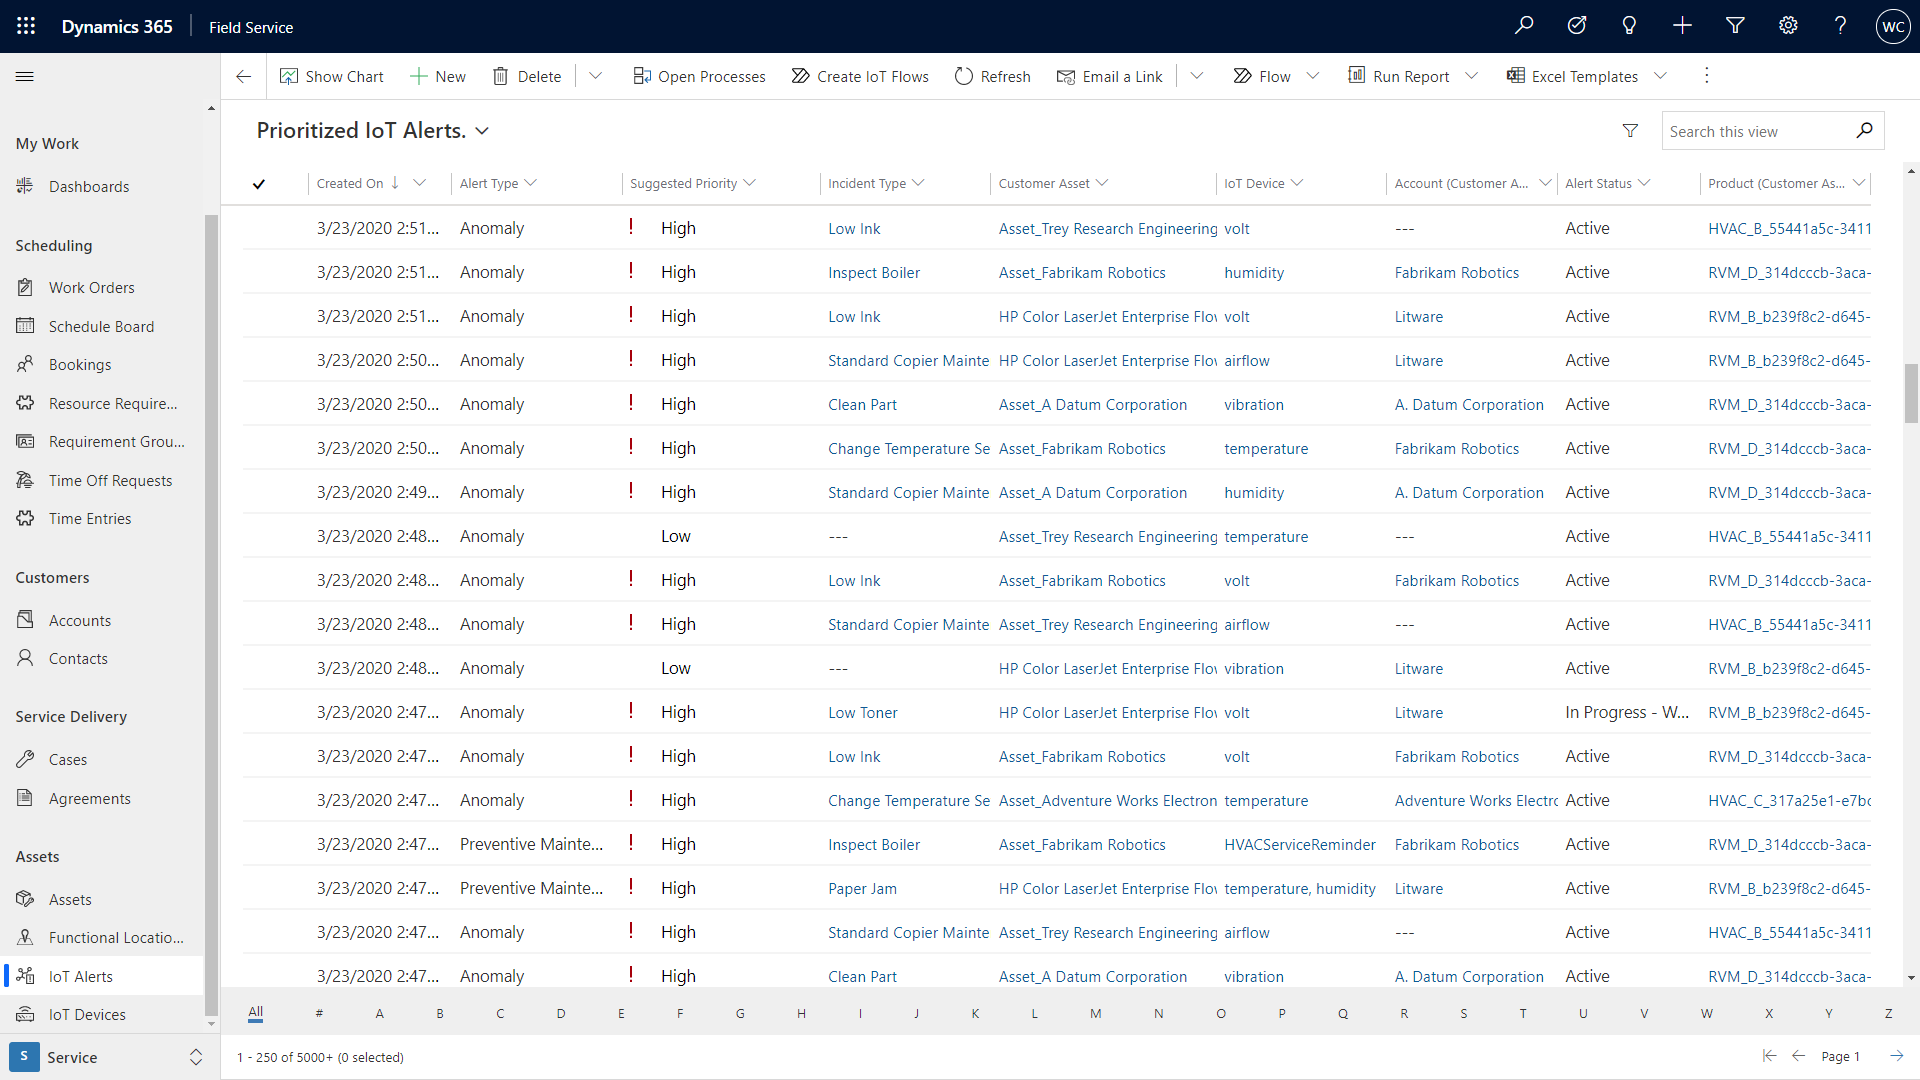 Dynamics 365 Field Service WC
Show Chart New Delete Open Processes Create IoT Flows Refresh Email a Link Flow Run Report Excel Templates
Prioritized IoT Alerts. Search this view
My Work
Dashboards
Scheduling
Work Orders
Schedule Board
Bookings
Resource Require...
Requirement Grou...
Time Off Requests
Time Entries
Customers
Accounts
Contacts
Service Delivery
Cases
Agreements
Assets
Assets
Functional Locatio...
IoT Alerts
IoT Devices
S Service
Created On Alert Type Suggested Priority Incident Type Customer Asset IoT Device Account (Customer A... Alert Status Product (Customer As...
3/23/2020 2:51... Anomaly ! High Low Ink Asset_Trey Research Engineering volt --- Active HVAC_B_55441a5c-3411
3/23/2020 2:51... Anomaly ! High Inspect Boiler Asset_Fabrikam Robotics humidity Fabrikam Robotics Active RVM_D_314dcccb-3aca-
3/23/2020 2:51... Anomaly ! High Low Ink HP Color LaserJet Enterprise Flow volt Litware Active RVM_B_b239f8c2-d645-
3/23/2020 2:50... Anomaly ! High Standard Copier Mainte HP Color LaserJet Enterprise Flow airflow Litware Active RVM_B_b239f8c2-d645-
3/23/2020 2:50... Anomaly ! High Clean Part Asset_A Datum Corporation vibration A. Datum Corporation Active RVM_D_314dcccb-3aca-
3/23/2020 2:50... Anomaly ! High Change Temperature Se Asset_Fabrikam Robotics temperature Fabrikam Robotics Active RVM_D_314dcccb-3aca-
3/23/2020 2:49... Anomaly ! High Standard Copier Mainte Asset_A Datum Corporation humidity A. Datum Corporation Active RVM_D_314dcccb-3aca-
3/23/2020 2:48... Anomaly Low --- Asset_Trey Research Engineering temperature --- Active HVAC_B_55441a5c-3411
3/23/2020 2:48... Anomaly ! High Low Ink Asset_Fabrikam Robotics volt Fabrikam Robotics Active RVM_D_314dcccb-3aca-
3/23/2020 2:48... Anomaly ! High Standard Copier Mainte Asset_Trey Research Engineering airflow --- Active HVAC_B_55441a5c-3411
3/23/2020 2:48... Anomaly Low --- HP Color LaserJet Enterprise Flow vibration Litware Active RVM_B_b239f8c2-d645-
3/23/2020 2:47... Anomaly ! High Low Toner HP Color LaserJet Enterprise Flow volt Litware In Progress - W... RVM_B_b239f8c2-d645-
3/23/2020 2:47... Anomaly ! High Low Ink Asset_Fabrikam Robotics volt Fabrikam Robotics Active RVM_D_314dcccb-3aca-
3/23/2020 2:47... Anomaly ! High Change Temperature Se Asset_Adventure Works Electron temperature Adventure Works Electro Active HVAC_C_317a25e1-e7bc
3/23/2020 2:47... Preventive Mainte... ! High Inspect Boiler Asset_Fabrikam Robotics HVACServiceReminder Fabrikam Robotics Active RVM_D_314dcccb-3aca-
3/23/2020 2:47... Preventive Mainte... ! High Paper Jam HP Color LaserJet Enterprise Flow temperature, humidity Litware Active RVM_B_b239f8c2-d645-
3/23/2020 2:47... Anomaly ! High Standard Copier Mainte Asset_Trey Research Engineering airflow --- Active HVAC_B_55441a5c-3411
3/23/2020 2:47... Anomaly ! High Clean Part Asset_A Datum Corporation vibration A. Datum Corporation Active RVM_D_314dcccb-3aca-
All # A B C D E F G H I J K L M N O P Q R S T U V W X Y Z
1 - 250 of 5000+ (0 selected) Page 1